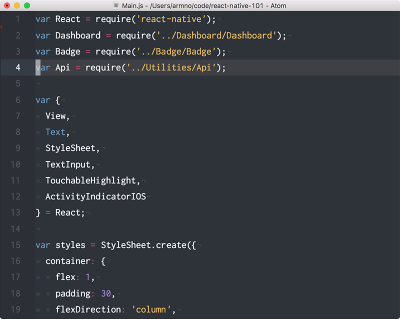 Main.js - /Users/armno/code/react-native-101 - Atom
1 var React = require('react-native');
2 var Dashboard = require('../Dashboard/Dashboard');
3 var Badge = require('../Badge/Badge');
4 var Api = require('../Utilities/Api');
5
6 var {
7 View,
8 Text,
9 StyleSheet,
10 TextInput,
11 TouchableHighlight,
12 ActivityIndicatorIOS
13 } = React;
14
15 var styles = StyleSheet.create({
16 container: {
17 flex: 1,
18 padding: 30,
19 flexDirection: 'column',